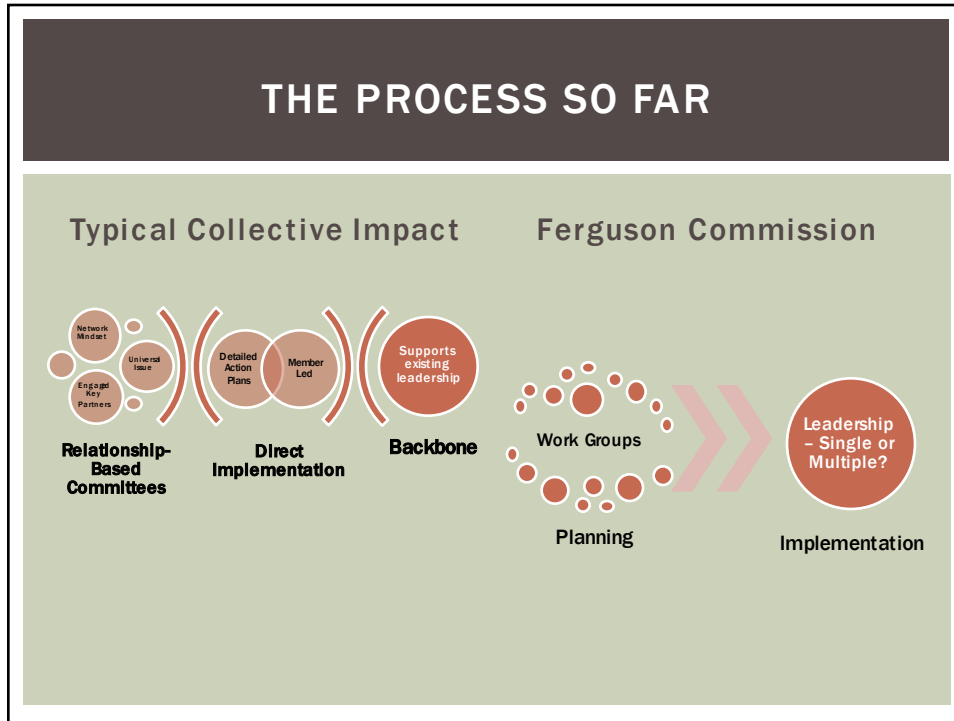 THE PROCESS SO FAR
Typical Collective Impact
Network
Mindset
Universal
Issue
Engaged
Key
Partners
Relationship-
Based
Committees
Detailed
Action
Plans
Member
Led
Direct
Implementation
Supports
existing
leadership
Backbone
Ferguson Commission
Work Groups
Planning
Leadership
– Single or
Multiple?
Implementation